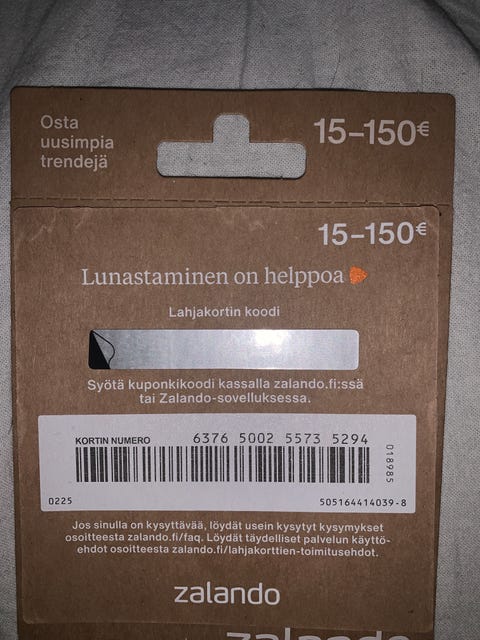 Osta
uusimpia
trendejä
15–150€
15–150€
Lunastaminen on helppoa
Lahjakortin koodi
Syötä kuponkikoodi kassalla zalando.fi:ssä
tai Zalando-sovelluksessa.
KORTIN NUMERO 6376 5002 5573 5294
018985
0225 505164414039-8
Jos sinulla on kysyttävää, löydät usein kysytyt kysymykset
osoitteesta zalando.fi/faq. Löydät täydelliset palvelun käyttö-
ehdot osoitteesta zalando.fi/lahjakorttien-toimitusehdot.
zalando
zalando